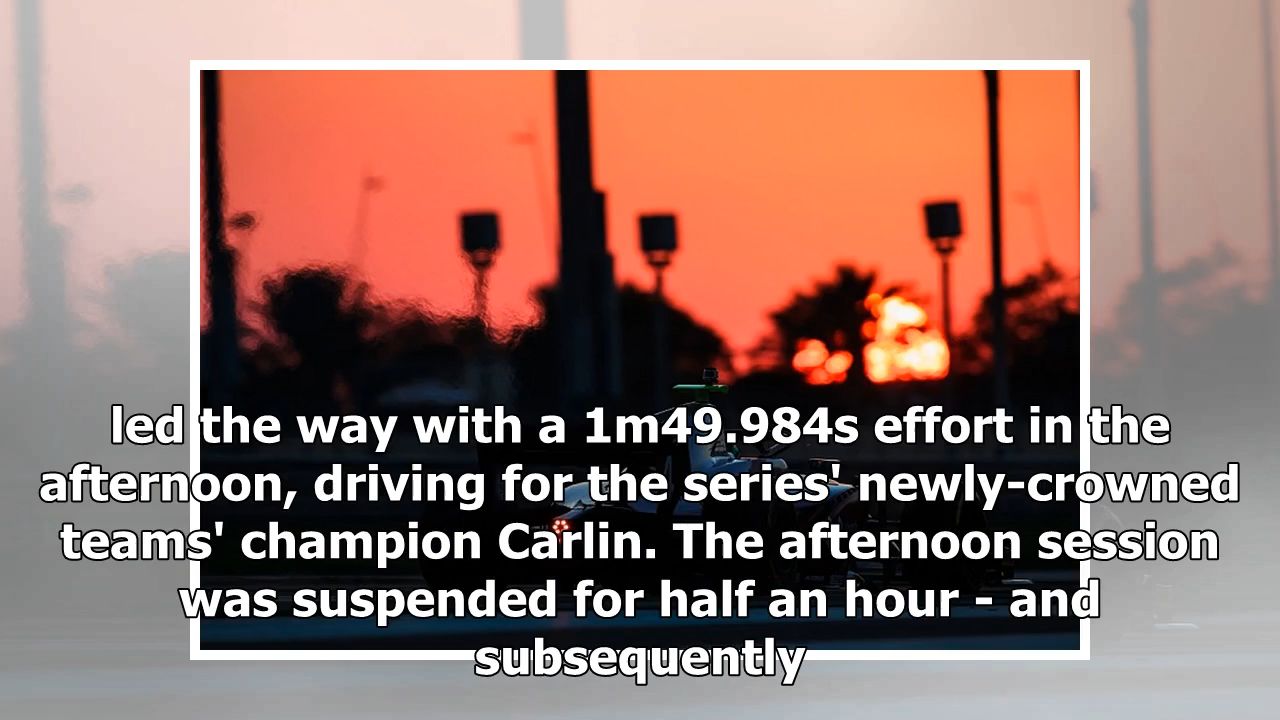 led the way with a 1m49.984s effort in the
afternoon, driving for the series' newly-crowned
teams' champion Carlin. The afternoon session
was suspended for half an hour - and
subsequently